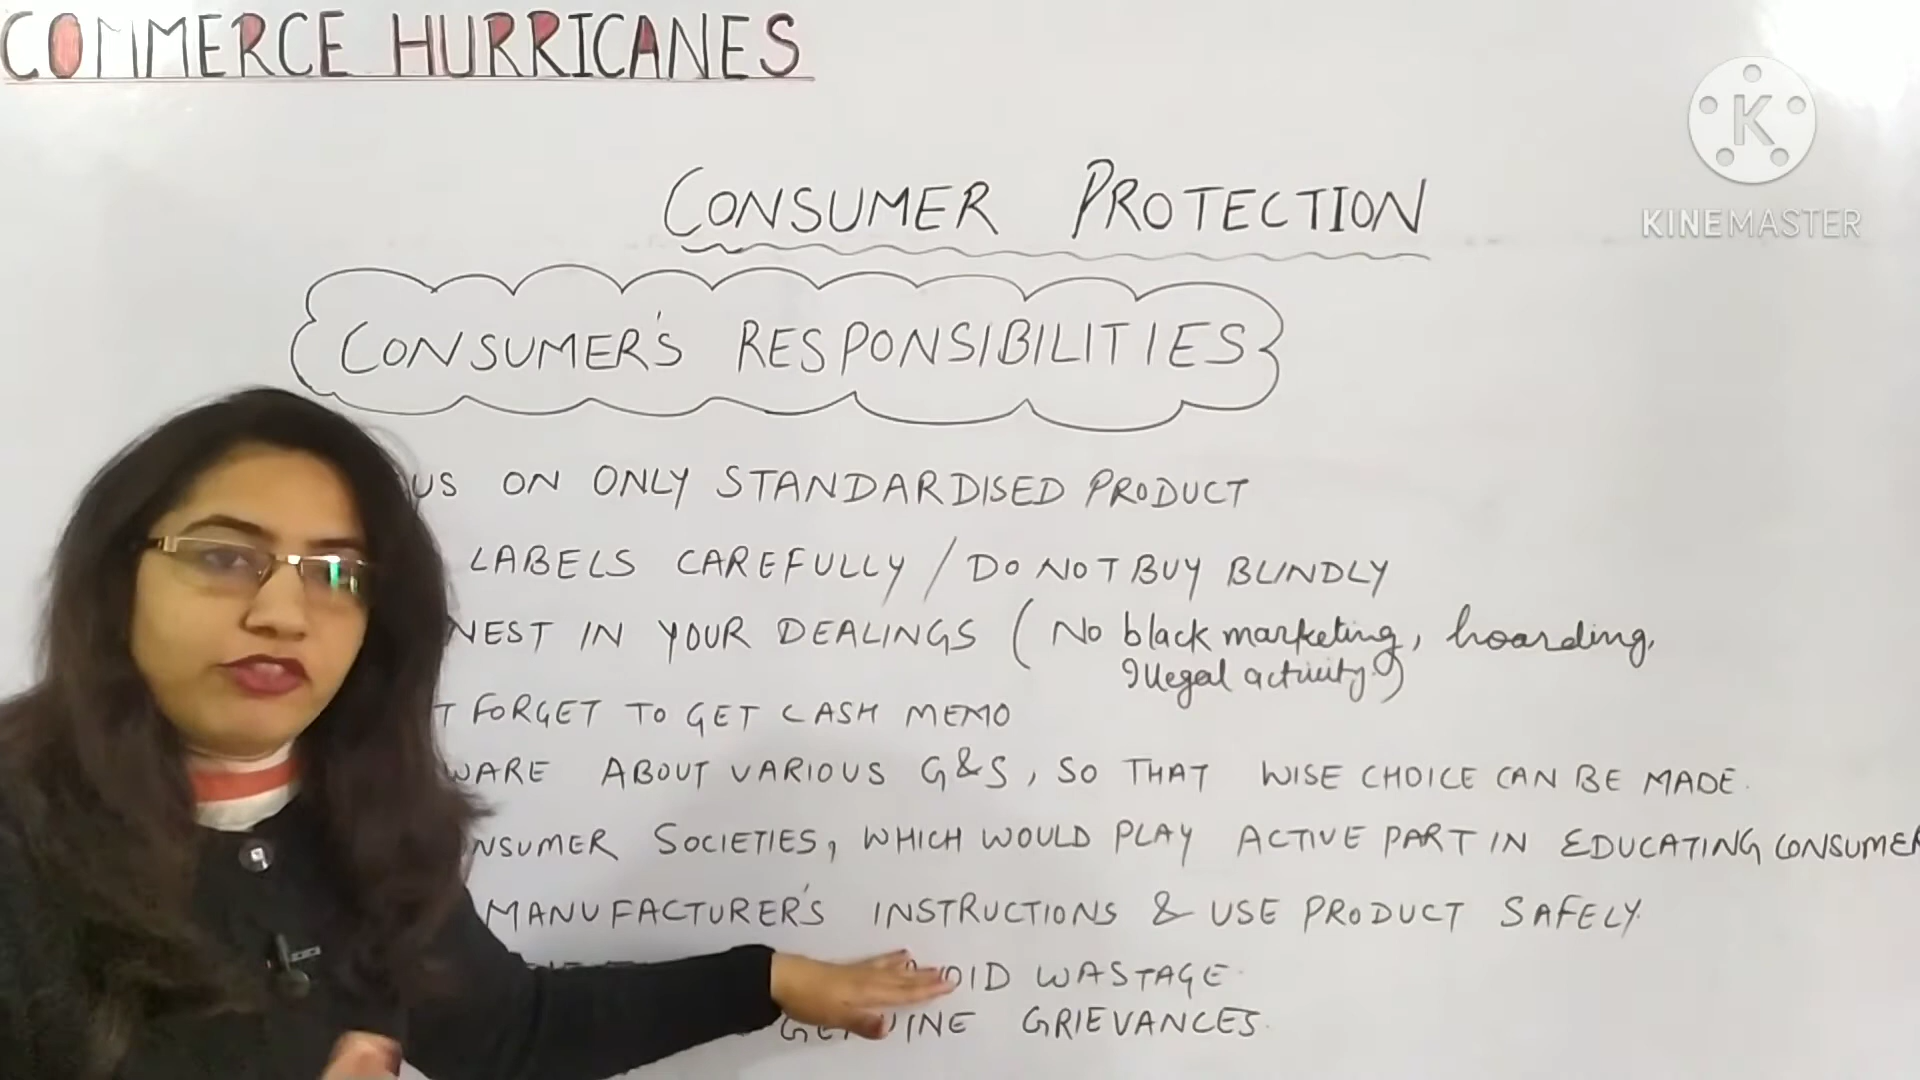 COMMERCE HURRICANES
K
KINEMASTER
CONSUMER PROTECTION
CONSUMER'S RESPONSIBILITIES
US ON ONLY STANDARDISED PRODUCT
LABELS CAREFULLY / DO NOT BUY BLINDLY
NEST IN YOUR DEALINGS ( No black marketing, hoarding,
Illegal activity.)
T FORGET TO GET CASH MEMO
WARE ABOUT VARIOUS G&S, SO THAT WISE CHOICE CAN BE MADE.
NSUMER SOCIETIES, WHICH WOULD PLAY ACTIVE PART IN EDUCATING CONSUMER
MANUFACTURER'S INSTRUCTIONS & USE PRODUCT SAFELY.
OID WASTAGE.
GRIEVANCES.